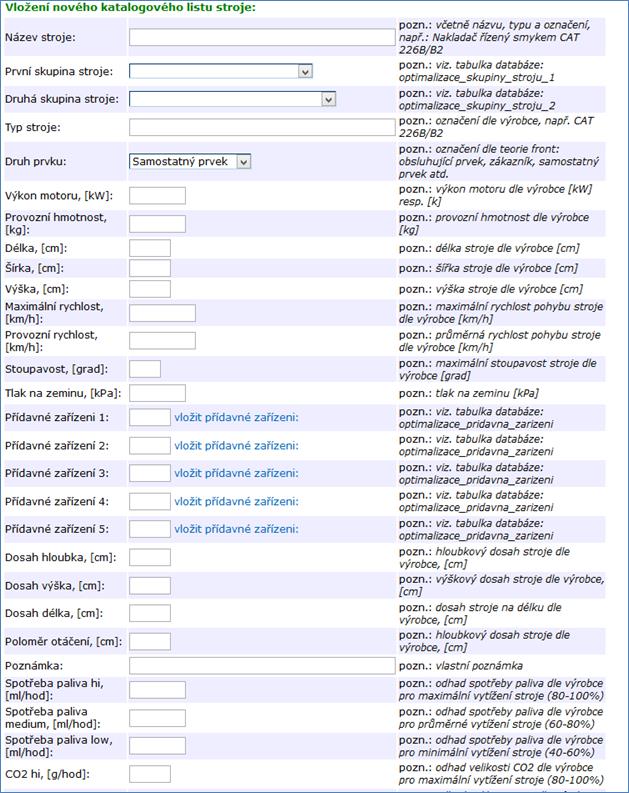 Vložení nového katalogového listu stroje:
Název stroje:
pozn.: včetně názvu, typu a označení,
např.: Nakladač řízený smykem CAT
226B/B2
První skupina stroje:
pozn.: viz. tabulka databáze:
optimalizace_skupiny_stroju_1
Druhá skupina stroje:
pozn.: viz. tabulka databáze:
optimalizace_skupiny_stroju_2
Typ stroje:
pozn.: označení dle výrobce, např. CAT
226B/B2
Druh prvku:
Samostatný prvek
pozn.: označení dle teorie front:
obsluhující prvek, zákazník, samostatný
prvek atd.
Výkon motoru, [kW]:
pozn.: výkon motoru dle výrobce [kW]
resp. [k]
Provozní hmotnost,
[kg]:
pozn.: provozní hmotnost dle výrobce
[kg]
Délka, [cm]:
pozn.: délka stroje dle výrobce [cm]
Šírka, [cm]:
pozn.: šířka stroje dle výrobce [cm]
Výška, [cm]:
pozn.: výška stroje dle výrobce [cm]
Maximální rychlost,
[km/h]:
pozn.: maximální rychlost pohybu stroje
dle výrobce [km/h]
Provozní rychlost,
[km/h]:
pozn.: průměrná rychlost pohybu stroje
dle výrobce [km/h]
Stoupavost, [grad]:
pozn.: maximální stoupavost stroje dle
výrobce [grad]
Tlak na zeminu, [kPa]:
pozn.: tlak na zeminu [kPa]
Přídavné zařízeni 1:
vložit přídavné zařízeni:
pozn.: viz. tabulka databáze:
optimalizace_pridavna_zarizeni
Přídavné zařízeni 2:
vložit přídavné zařízeni:
pozn.: viz. tabulka databáze:
optimalizace_pridavna_zarizeni
Přídavné zařízeni 3:
vložit přídavné zařízeni:
pozn.: viz. tabulka databáze:
optimalizace_pridavna_zarizeni
Přídavné zařízeni 4:
vložit přídavné zařízeni:
pozn.: viz. tabulka databáze:
optimalizace_pridavna_zarizeni
Přídavné zařízeni 5:
vložit přídavné zařízeni:
pozn.: viz. tabulka databáze:
optimalizace_pridavna_zarizeni
Dosah hloubka, [cm]:
pozn.: hloubkový dosah stroje dle
výrobce, [cm]
Dosah výška, [cm]:
pozn.: výškový dosah stroje dle výrobce,
[cm]
Dosah délka, [cm]:
pozn.: dosah stroje na délku dle
výrobce, [cm]
Poloměr otáčení, [cm]:
pozn.: hloubkový dosah stroje dle
výrobce, [cm]
Poznámka:
pozn.: vlastní poznámka
Spotřeba paliva hi,
[ml/hod]:
pozn.: odhad spotřeby paliva dle výrobce
pro maximální vytížení stroje (80-100%)
Spotřeba paliva
medium, [ml/hod]:
pozn.: odhad spotřeby paliva dle výrobce
pro průměrné vytížení stroje (60-80%)
Spotřeba paliva low,
[ml/hod]:
pozn.: odhad spotřeby paliva dle výrobce
pro minimální vytížení stroje (40-60%)
CO2 hi, [g/hod]:
pozn.: odhad velikosti CO2 dle výrobce
pro maximální vytížení stroje (80-100%)